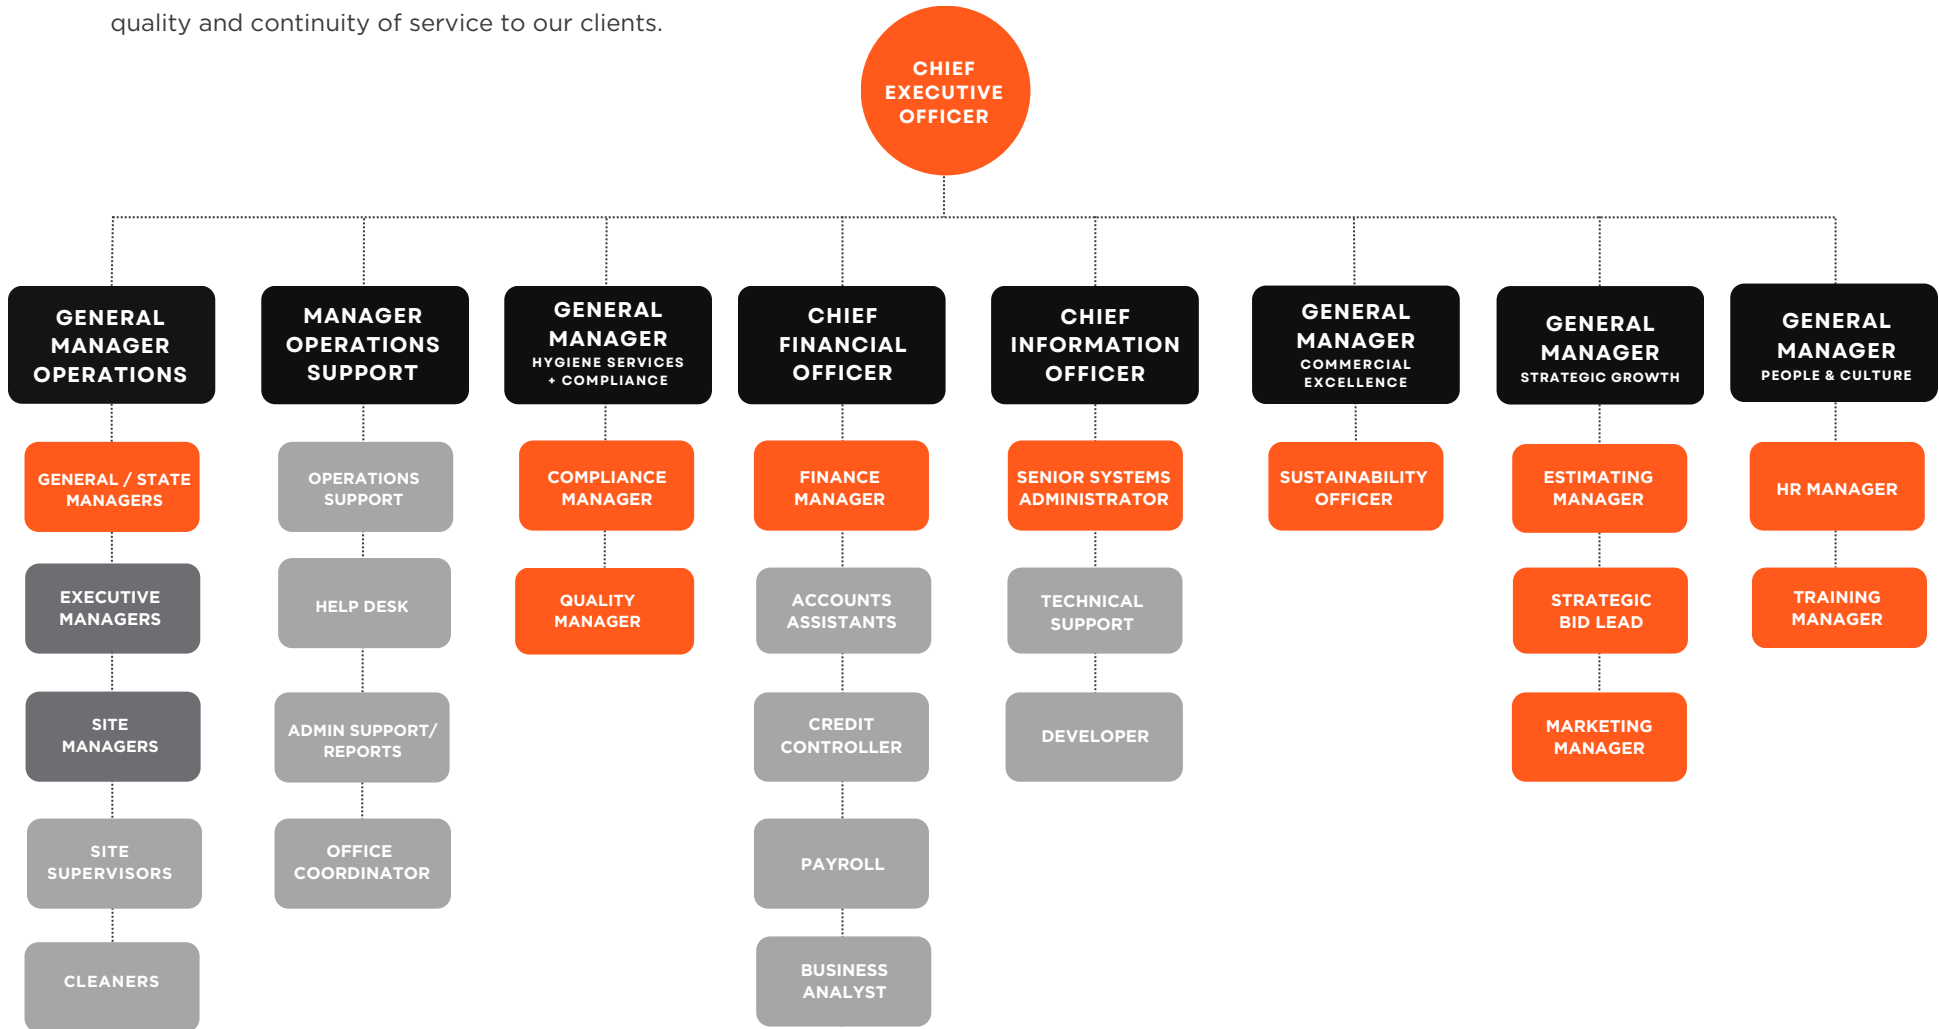 quality and continuity of service to our clients.
CHIEF
EXECUTIVE
OFFICER
GENERAL
MANAGER
OPERATIONS
MANAGER
OPERATIONS
SUPPORT
GENERAL
MANAGER
HYGIENE SERVICES
+ COMPLIANCE
CHIEF
FINANCIAL
OFFICER
CHIEF
INFORMATION
OFFICER
GENERAL
MANAGER
COMMERCIAL
EXCELLENCE
GENERAL
MANAGER
STRATEGIC GROWTH
GENERAL
MANAGER
PEOPLE & CULTURE
GENERAL / STATE
MANAGERS
OPERATIONS
SUPPORT
COMPLIANCE
MANAGER
FINANCE
MANAGER
SENIOR SYSTEMS
ADMINISTRATOR
SUSTAINABILITY
OFFICER
ESTIMATING
MANAGER
HR MANAGER
EXECUTIVE
MANAGERS
HELP DESK
QUALITY
MANAGER
ACCOUNTS
ASSISTANTS
TECHNICAL
SUPPORT
STRATEGIC
BID LEAD
TRAINING
MANAGER
SITE
MANAGERS
ADMIN SUPPORT/
REPORTS
CREDIT
CONTROLLER
DEVELOPER
MARKETING
MANAGER
SITE
SUPERVISORS
OFFICE
COORDINATOR
PAYROLL
CLEANERS
BUSINESS
ANALYST